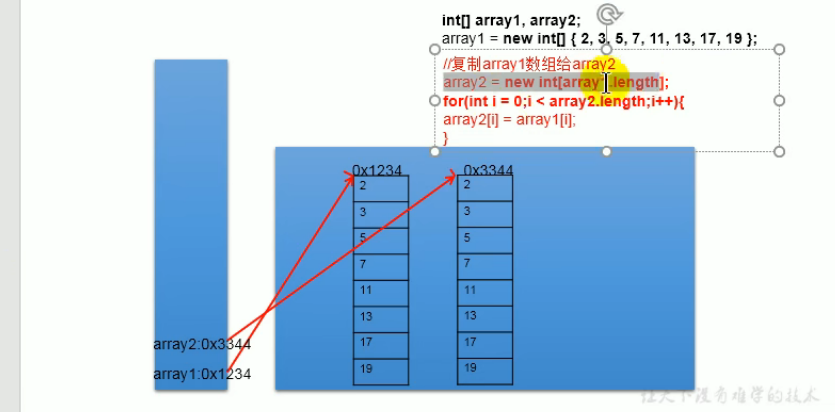 int[] array1, array2;
array1 = new int[] { 2, 3, 5, 7, 11, 13, 17, 19 };
//复制array1数组给array2
array2 = new int[array1.length];
for(int i = 0;i < array2.length;i++){
array2[i] = array1[i];
}
0x1234 0x3344
2 2
3 3
5 5
7 7
11 11
13 13
17 17
19 19
array2:0x3344
array1:0x1234
让天下没有难学的技术